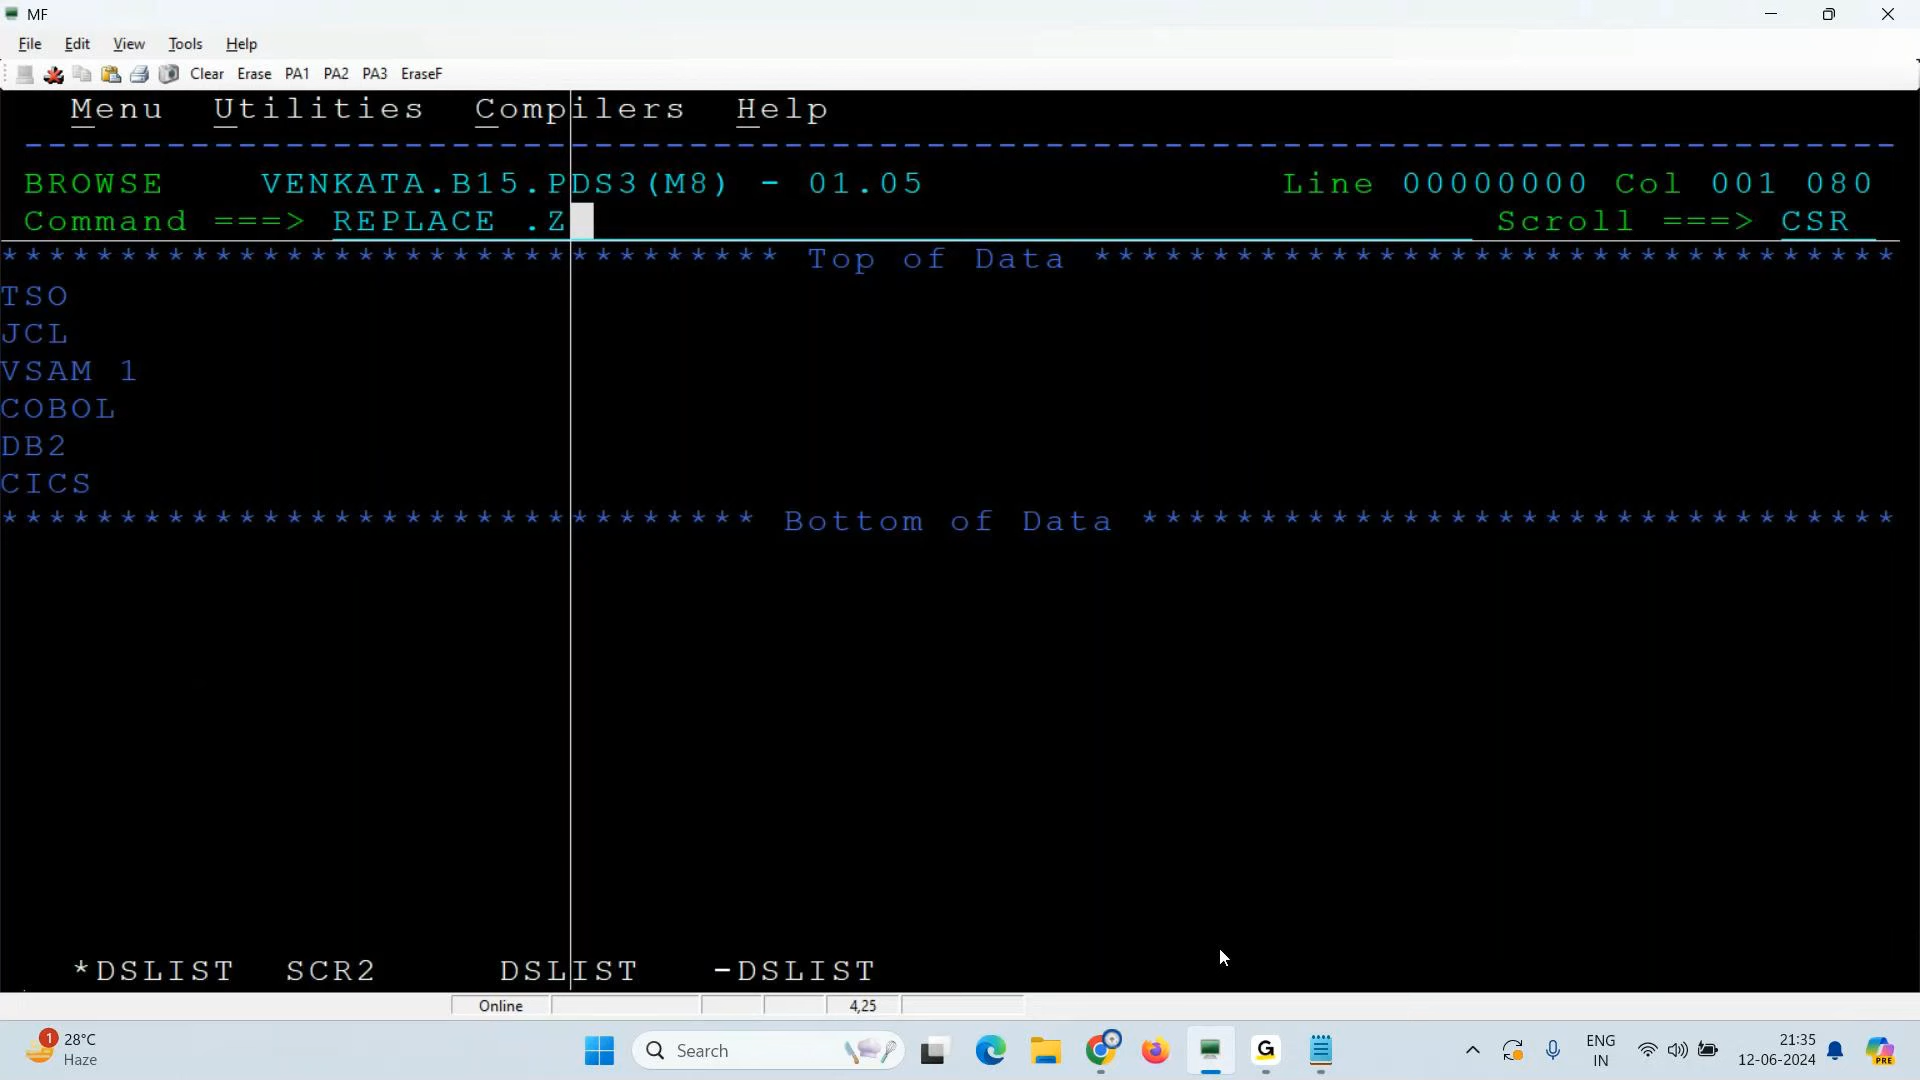 MF
File Edit View Tools Help
Clear Erase PA1 PA2 PA3 EraseF
Menu Utilities Compilers Help
--------------------------------------------------------------------------------
BROWSE VENKATA.B15.PDS3(M8) - 01.05 Line 00000000 Col 001 080
Command ===> REPLACE .Z Scroll ===> CSR
********************************* Top of Data **********************************
TSO
JCL
VSAM 1
COBOL
DB2
CICS
******************************** Bottom of Data ********************************
*DSLIST SCR2 DSLIST -DSLIST
Online 4,25
1 28°C
Haze
Search
G
ENG
IN
21:35
12-06-2024
PRE